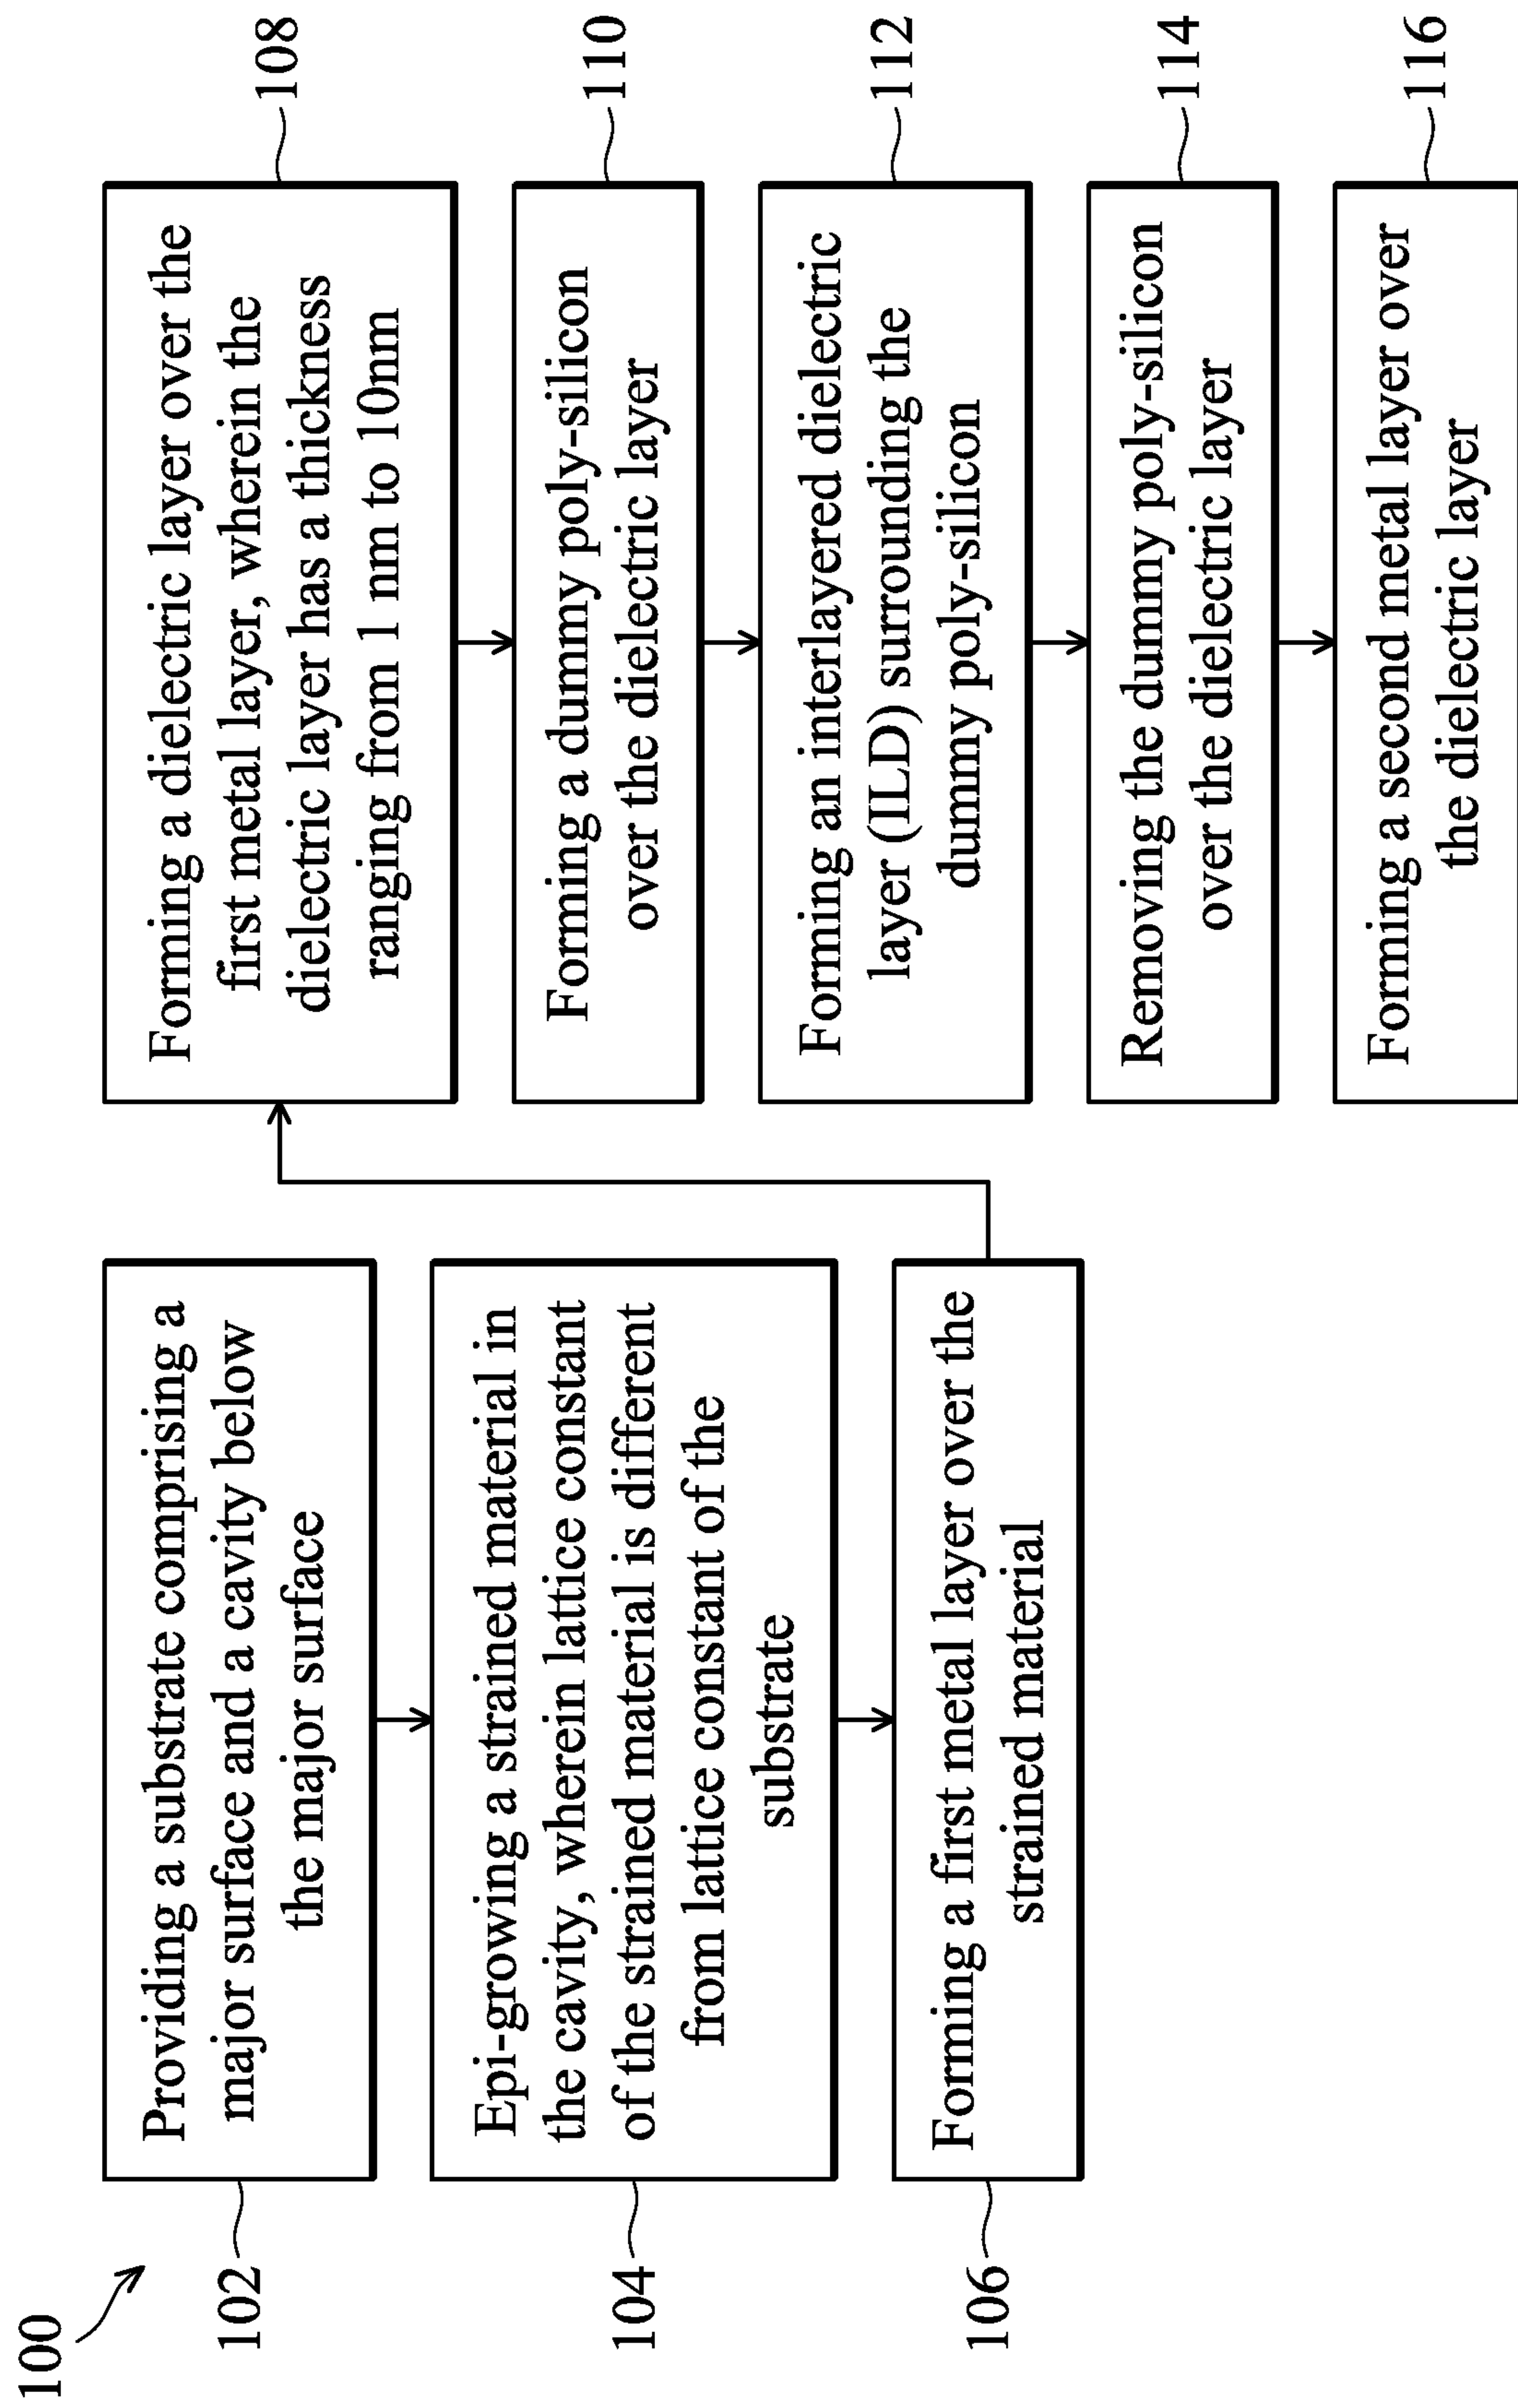 100
102
Providing a substrate comprising a
major surface and a cavity below
the major surface
104
Epi-growing a strained material in
the cavity, wherein lattice constant
of the strained material is different
from lattice constant of the
substrate
106
Forming a first metal layer over the
strained material
Forming a dielectric layer over the
first metal layer, wherein the
dielectric layer has a thickness
ranging from 1 nm to 10nm
108
Forming a dummy poly-silicon
over the dielectric layer
110
Forming an interlayered dielectric
layer (ILD) surrounding the
dummy poly-silicon
112
Removing the dummy poly-silicon
over the dielectric layer
114
Forming a second metal layer over
the dielectric layer
116